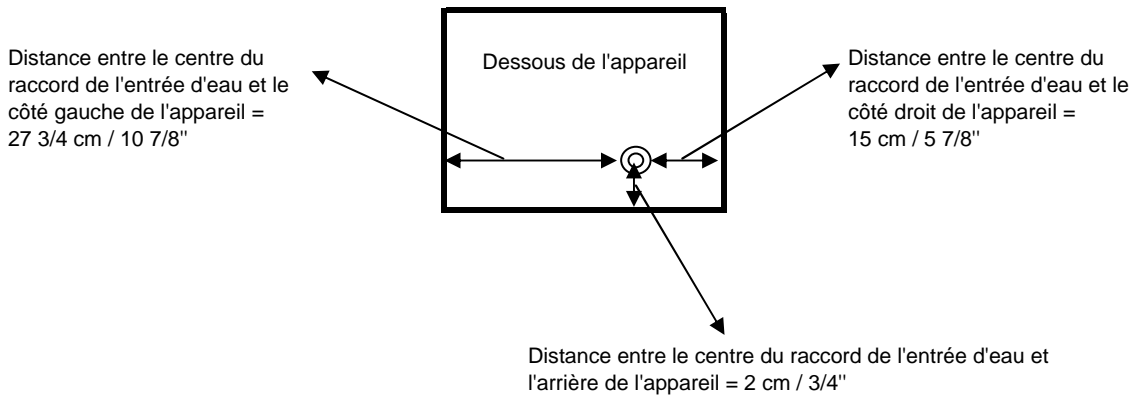 Distance entre le centre du
raccord de l'entrée d'eau et le
côté gauche de l'appareil =
27 3/4 cm / 10 7/8"
Dessous de l'appareil
Distance entre le centre du
raccord de l'entrée d'eau et le
côté droit de l'appareil =
15 cm / 5 7/8"
Distance entre le centre du raccord de l'entrée d'eau et
l'arrière de l'appareil = 2 cm / 3/4"